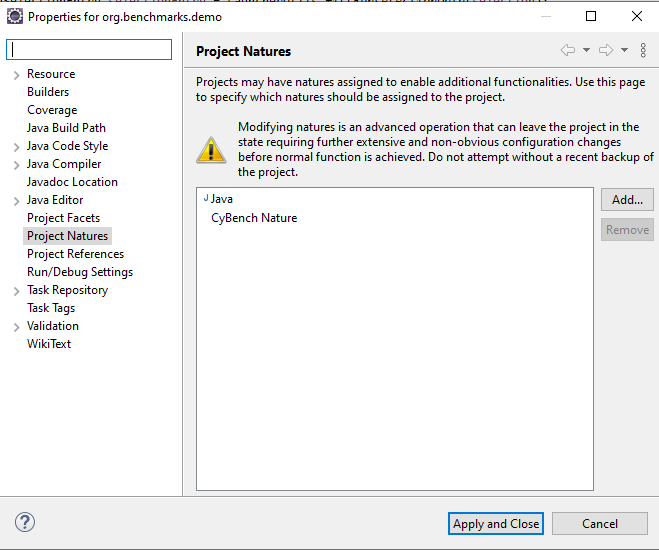 Properties for org.benchmarks.demo
Project Natures
Resource
Builders
Coverage
Java Build Path
Java Code Style
Java Compiler
Javadoc Location
Java Editor
Project Facets
Project Natures
Project References
Run/Debug Settings
Task Repository
Task Tags
Validation
WikiText
Projects may have natures assigned to enable additional functionalities. Use this page
to specify which natures should be assigned to the project.
Modifying natures is an advanced operation that can leave the project in the
state requiring further extensive and non-obvious configuration changes
before normal function is achieved. Do not attempt without a recent backup of
the project.
Java
CyBench Nature
Add...
Remove
Apply and Close
Cancel